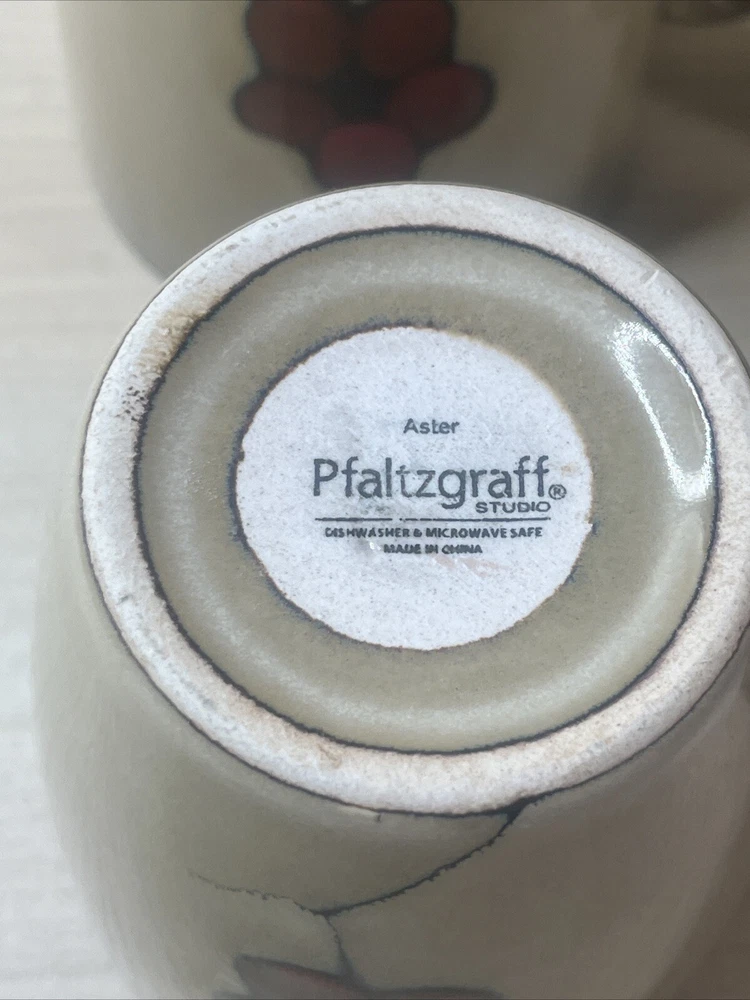 Aster
Pfaltzgraff®
STUDIO
DISHWASHER & MICROWAVE SAFE
MADE IN CHINA